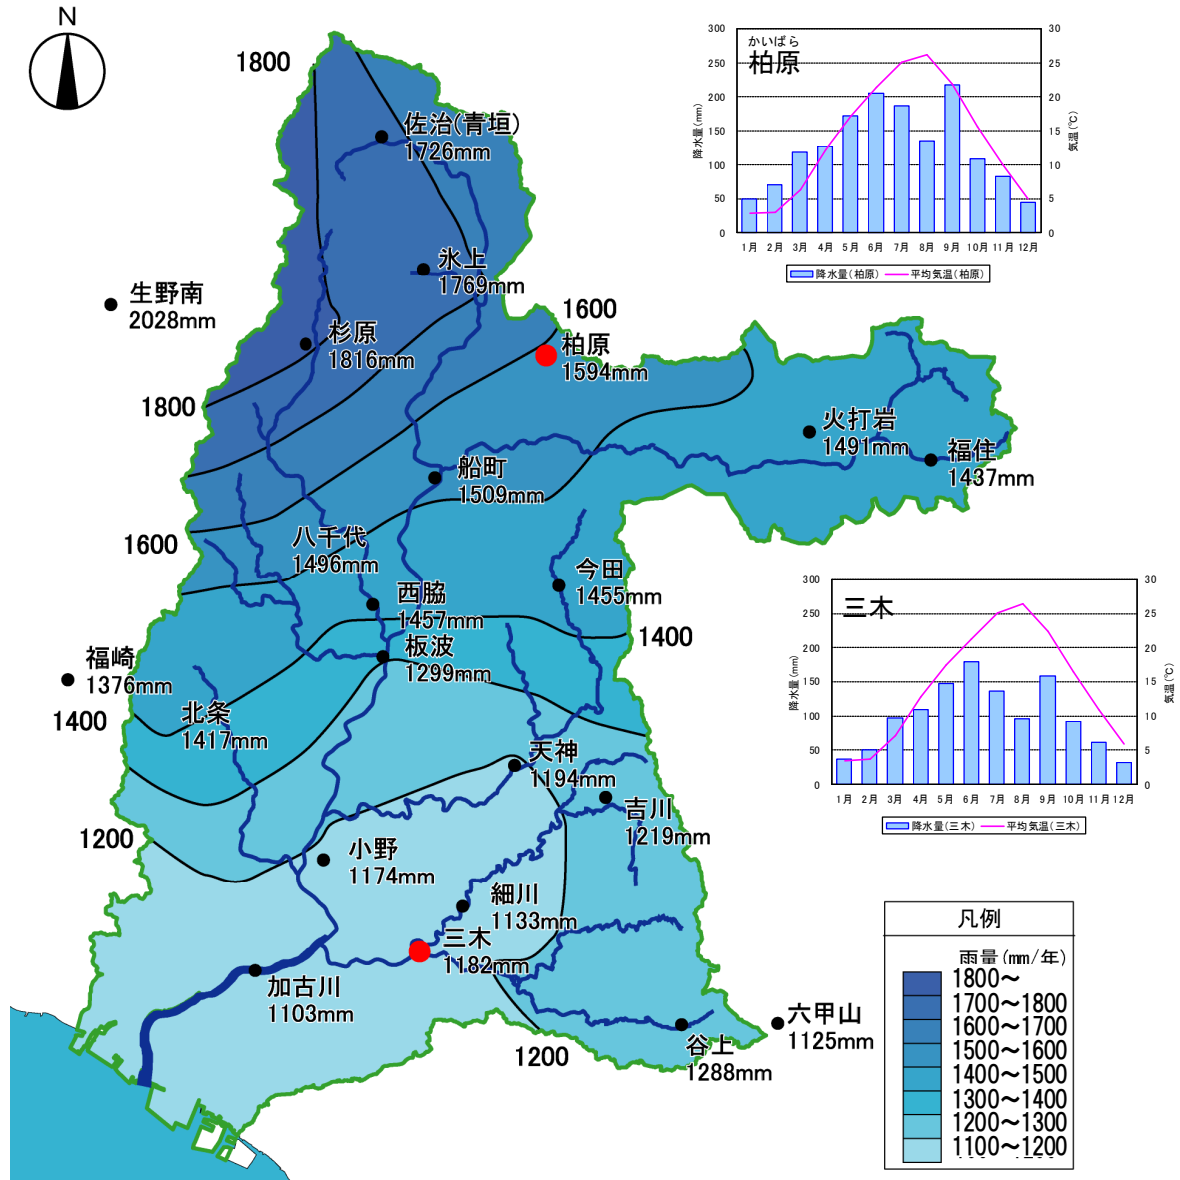 N
1800
佐治(青垣)
1726mm
氷上
1769mm
生野南
2028mm
杉原
1816mm
1600
柏原
1594mm
1800
火打岩
1491mm
福住
1437mm
船町
1509mm
八千代
1496mm
1600
今田
1455mm
西脇
1457mm
1400
板波
1299mm
福崎
1376mm
1400
北条
1417mm
天神
1194mm
吉川
1219mm
1200
小野
1174mm
細川
1133mm
三木
1182mm
加古川
1103mm
六甲山
1125mm
谷上
1288mm
1200
かいばら
柏原
降水量(mm)
300
250
200
150
100
50
0
30
25
20
15
10
5
0
気温(℃)
1月 2月 3月 4月 5月 6月 7月 8月 9月 10月 11月 12月
降水量(柏原) 平均気温(柏原)
三木
降水量(mm)
300
250
200
150
100
50
0
30
25
20
15
10
5
0
気温(℃)
1月 2月 3月 4月 5月 6月 7月 8月 9月 10月 11月 12月
降水量(三木) 平均気温(三木)
凡例
雨量(mm/年)
1800～
1700～1800
1600～1700
1500～1600
1400～1500
1300～1400
1200～1300
1100～1200